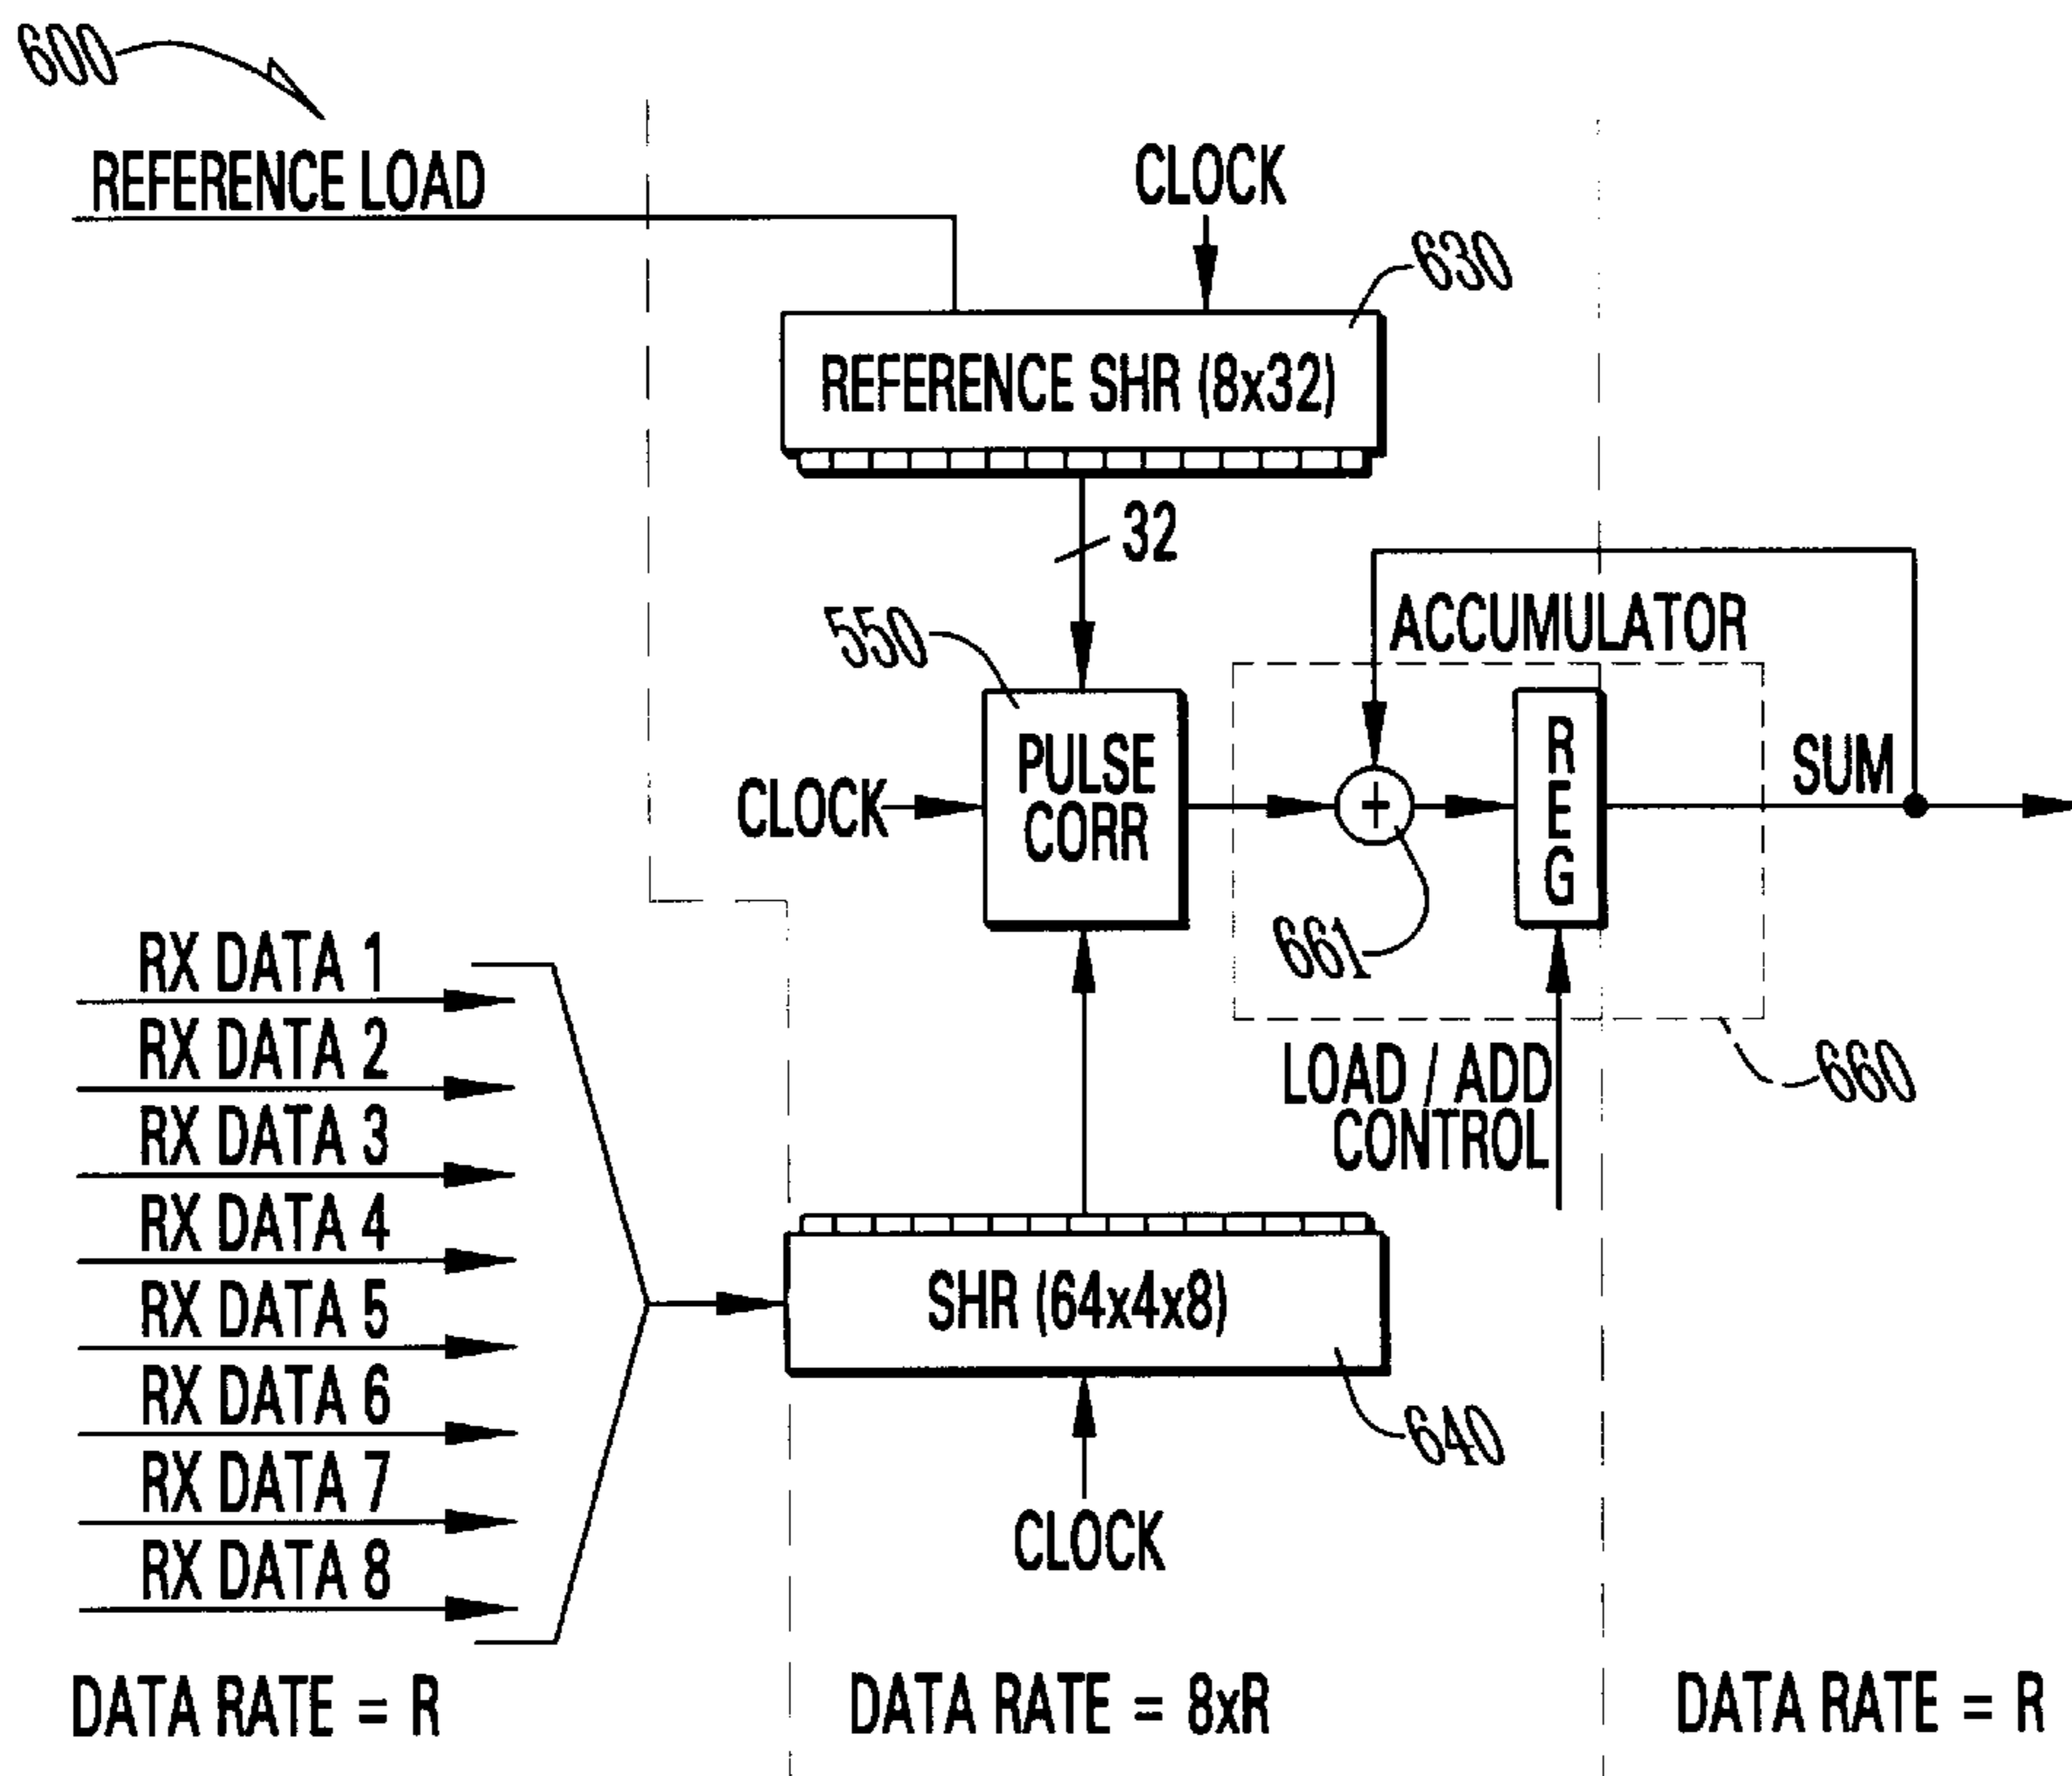 600
REFERENCE LOAD
CLOCK
630
REFERENCE SHR (8x32)
32
550
ACCUMULATOR
PULSE
CORR
CLOCK
+
R
E
G
SUM
661
LOAD / ADD
CONTROL
660
RX DATA 1
RX DATA 2
RX DATA 3
RX DATA 4
RX DATA 5
RX DATA 6
RX DATA 7
RX DATA 8
SHR (64x4x8)
640
CLOCK
DATA RATE = R
DATA RATE = 8xR
DATA RATE = R